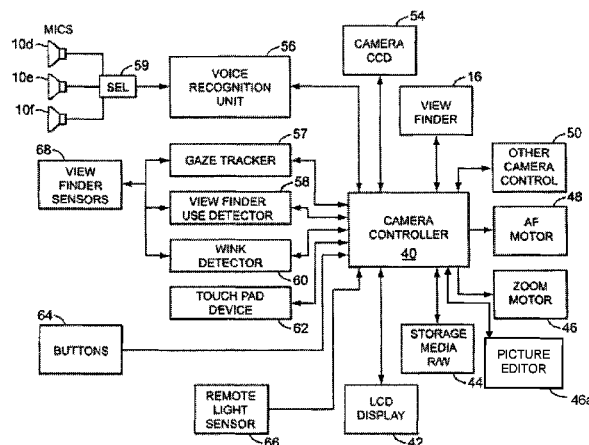 MICS
10d
10e
10f
59
SEL
56
VOICE
RECOGNITION
UNIT
54
CAMERA
CCD
16
VIEW
FINDER
50
OTHER
CAMERA
CONTROL
68
VIEW
FINDER
SENSORS
57
GAZE TRACKER
58
VIEW FINDER
USE DETECTOR
WINK
DETECTOR
60
TOUCH PAD
DEVICE
62
CAMERA
CONTROLLER
40
48
AF
MOTOR
ZOOM
MOTOR
46
64
BUTTONS
REMOTE
LIGHT
SENSOR
66
LCD
DISPLAY
42
STORAGE
MEDIA
R/W
44
PICTURE
EDITOR
46a